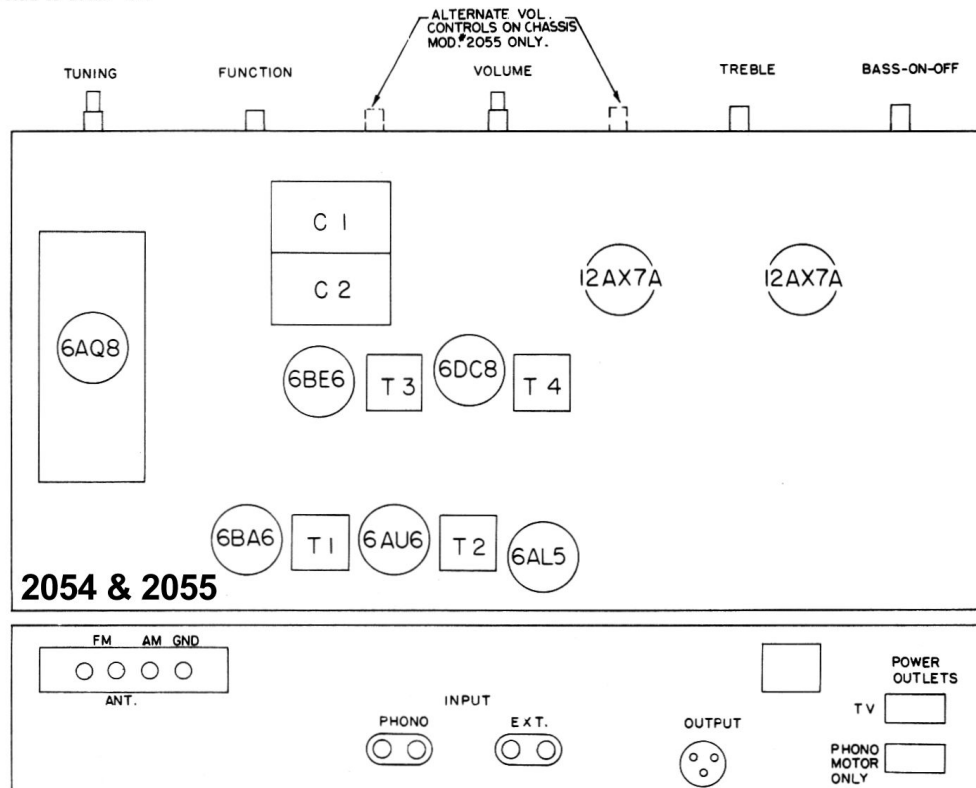 ALTERNATE VOL.
CONTROLS ON CHASSIS
MOD.#2055 ONLY.
TUNING
FUNCTION
VOLUME
TREBLE
BASS-ON-OFF
C 1
C 2
12AX7A
12AX7A
6AQ8
6BE6
T 3
6DC8
T 4
6BA6
T 1
6AU6
T 2
6AL5
2054 & 2055
FM AM GND
ANT.
INPUT
PHONO
EXT.
OUTPUT
POWER
OUTLETS
TV
PHONO
MOTOR
ONLY